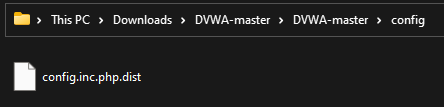 This PC > Downloads > DVWA-master > DVWA-master > config
config.inc.php.dist